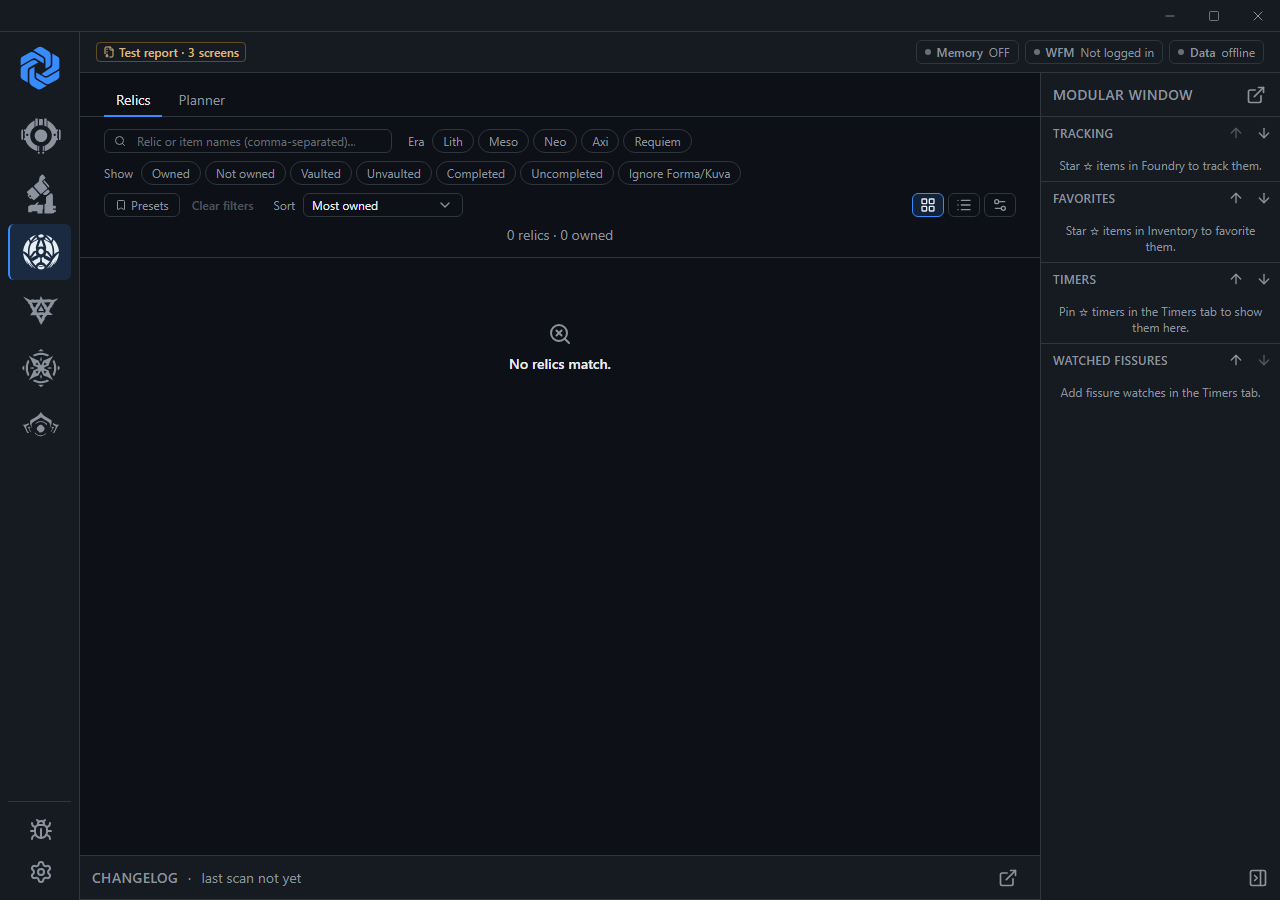 Test report · 3 screens
Memory OFF
WFM Not logged in
Data offline
Relics
Planner
Relic or item names (comma-separated)...
Era
Lith
Meso
Neo
Axi
Requiem
Show
Owned
Not owned
Vaulted
Unvaulted
Completed
Uncompleted
Ignore Forma/Kuva
Presets
Clear filters
Sort
Most owned
0 relics · 0 owned
No relics match.
MODULAR WINDOW
TRACKING
Star ☆ items in Foundry to track them.
FAVORITES
Star ☆ items in Inventory to favorite
them.
TIMERS
Pin ☆ timers in the Timers tab to show
them here.
WATCHED FISSURES
Add fissure watches in the Timers tab.
CHANGELOG · last scan not yet